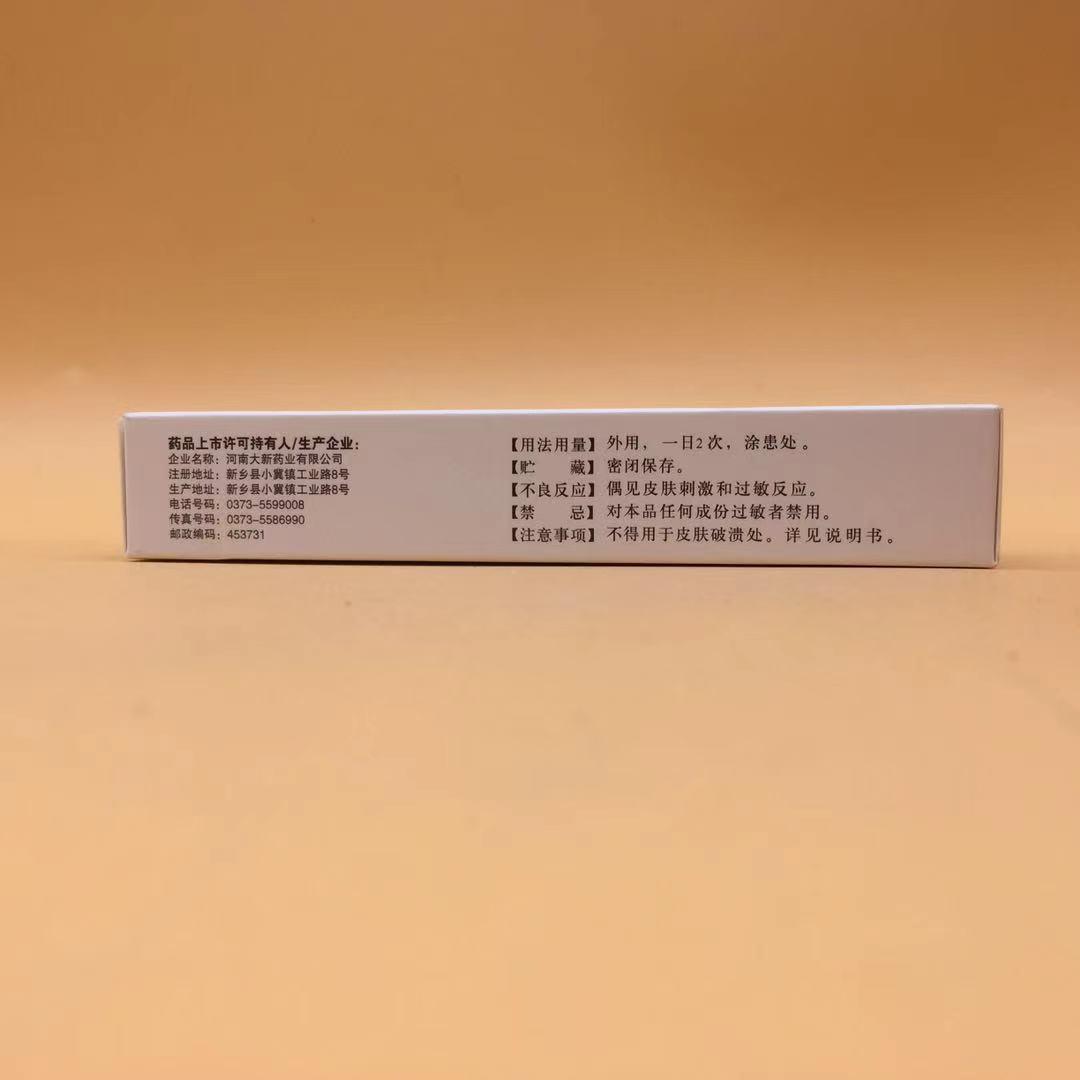 药品上市许可持有人/生产企业：
企业名称：河南大新药业有限公司
注册地址：新乡县小冀镇工业路8号
生产地址：新乡县小冀镇工业路8号
电话号码：0373-5599008
传真号码：0373-5586990
邮政编码：453731
【用法用量】外用，一日2次，涂患处。
【贮　　藏】密闭保存。
【不良反应】偶见皮肤刺激和过敏反应。
【禁　　忌】对本品任何成份过敏者禁用。
【注意事项】不得用于皮肤破溃处。详见说明书。